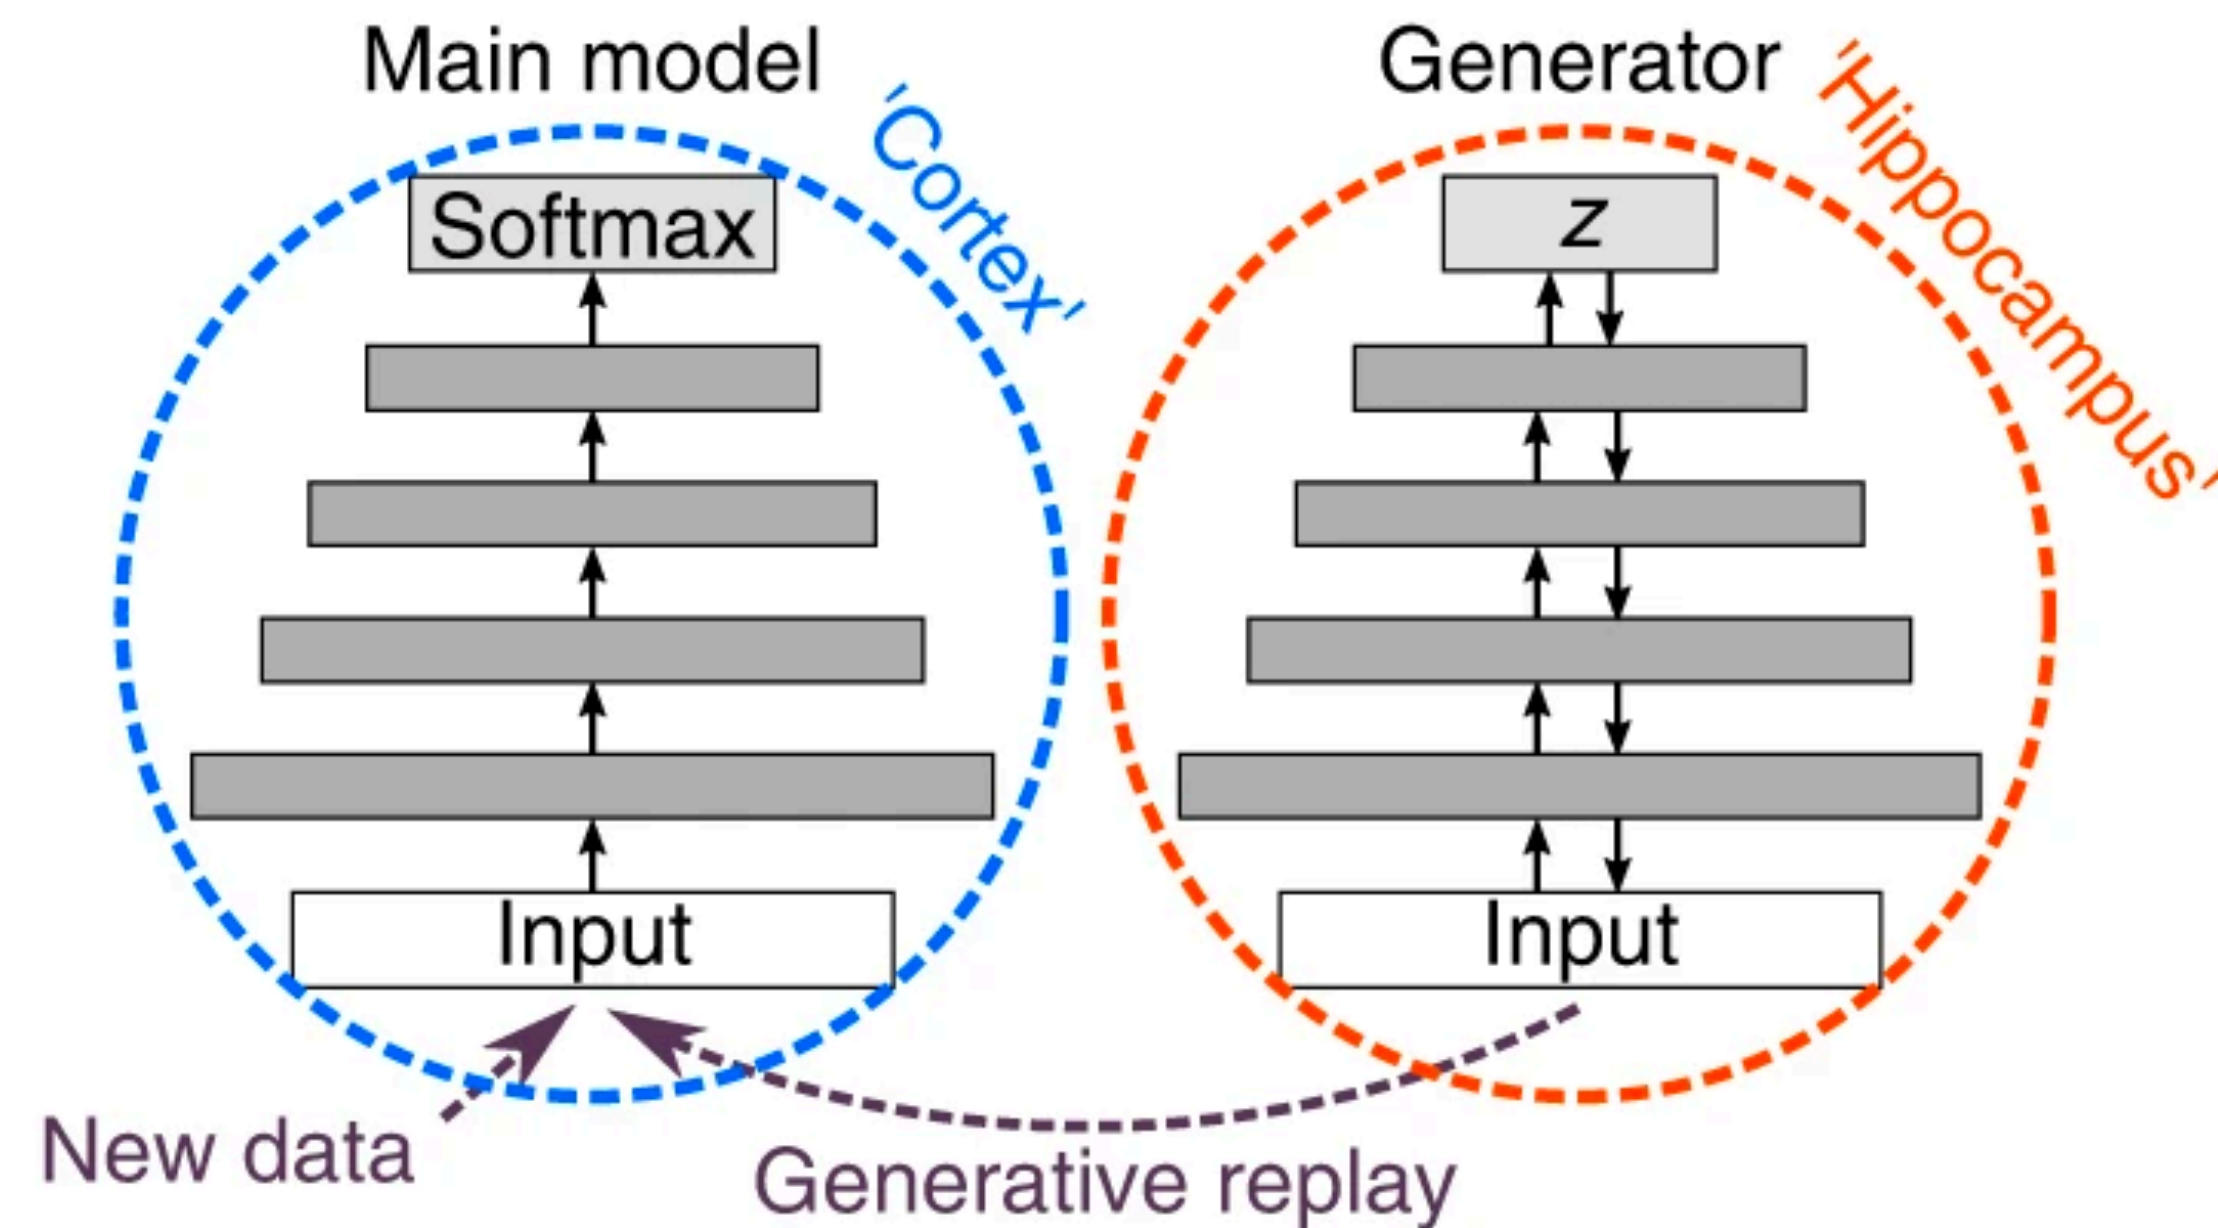 Main model
Generator
'Cortex'
'Hippocampus'
Softmax
z
Input
Input
New data
Generative replay